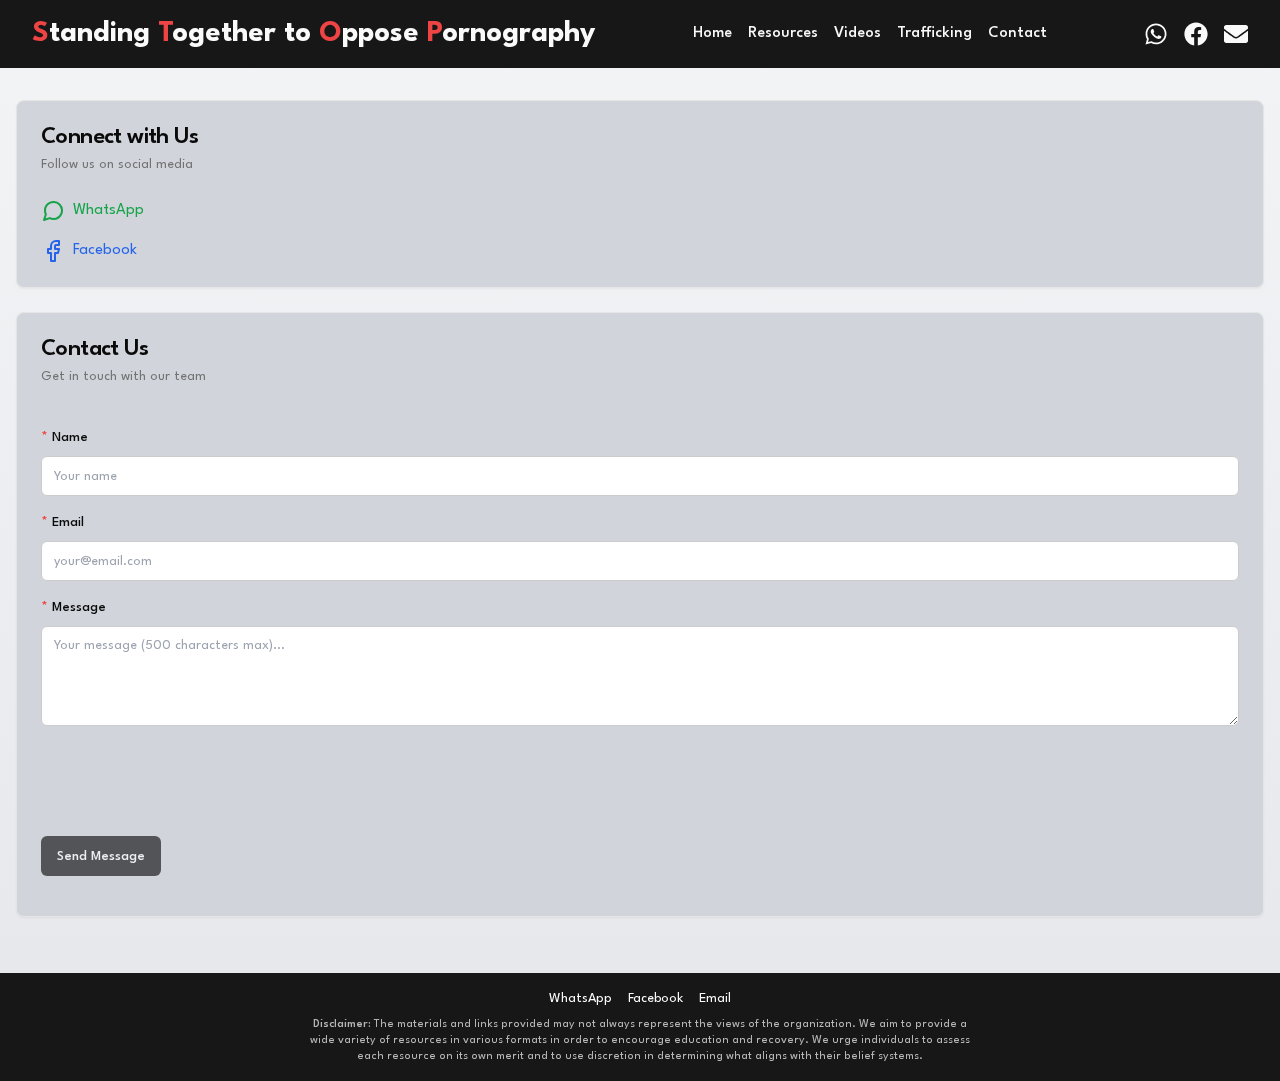 Standing Together to Oppose Pornography
Home Resources Videos Trafficking Contact
Connect with Us
Follow us on social media
WhatsApp
Facebook
Contact Us
Get in touch with our team
* Name
Your name
* Email
your@email.com
* Message
Your message (500 characters max)...
Send Message
WhatsApp Facebook Email
Disclaimer: The materials and links provided may not always represent the views of the organization. We aim to provide a
wide variety of resources in various formats in order to encourage education and recovery. We urge individuals to assess
each resource on its own merit and to use discretion in determining what aligns with their belief systems.